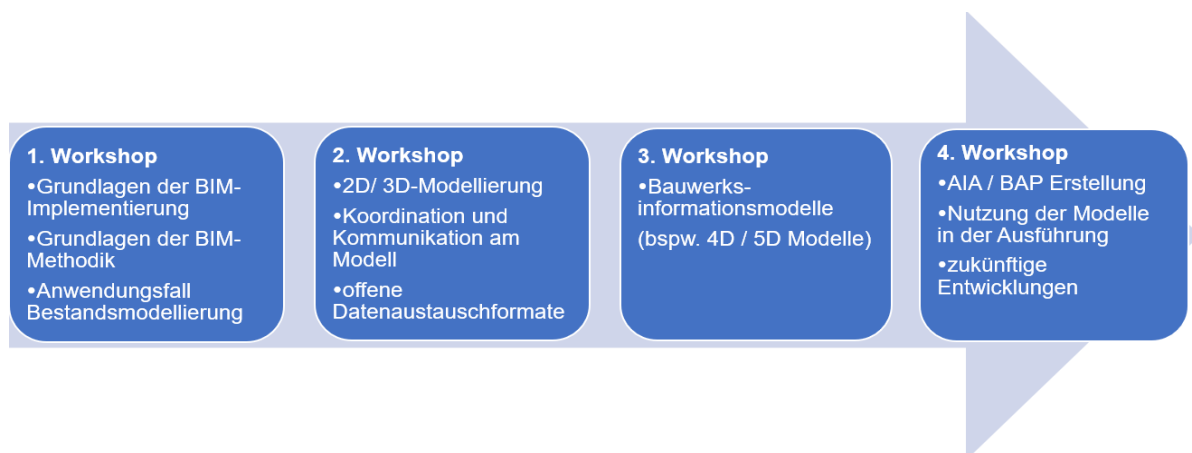 1. Workshop
•Grundlagen der BIM-
Implementierung
•Grundlagen der BIM-
Methodik
•Anwendungsfall
Bestandsmodellierung
2. Workshop
•2D/ 3D-Modellierung
•Koordination und
Kommunikation am
Modell
•offene
Datenaustauschformate
3. Workshop
•Bauwerks-
informationsmodelle
(bspw. 4D / 5D Modelle)
4. Workshop
•AIA / BAP Erstellung
•Nutzung der Modelle
in der Ausführung
•zukünftige
Entwicklungen